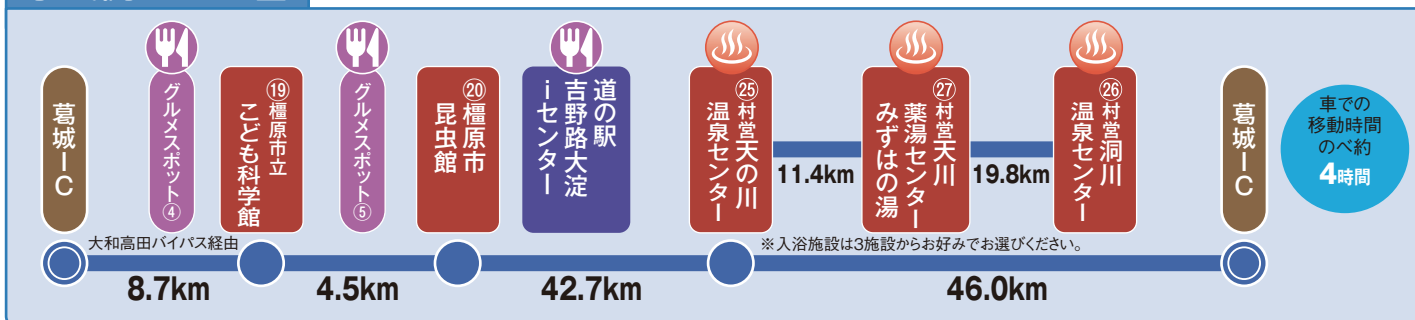 葛城IC
グルメスポット④
⑲橿原市立
こども科学館
グルメスポット⑤
⑳橿原市
昆虫館
道の駅
吉野路大淀
iセンター
㉕村営天の川
温泉センター
11.4km
㉗村営天川
薬湯センター
みずはの湯
19.8km
㉖村営洞川
温泉センター
葛城IC
車での
移動時間
のべ約
4時間
大和高田バイパス経由
※入浴施設は3施設からお好みでお選びください。
8.7km
4.5km
42.7km
46.0km